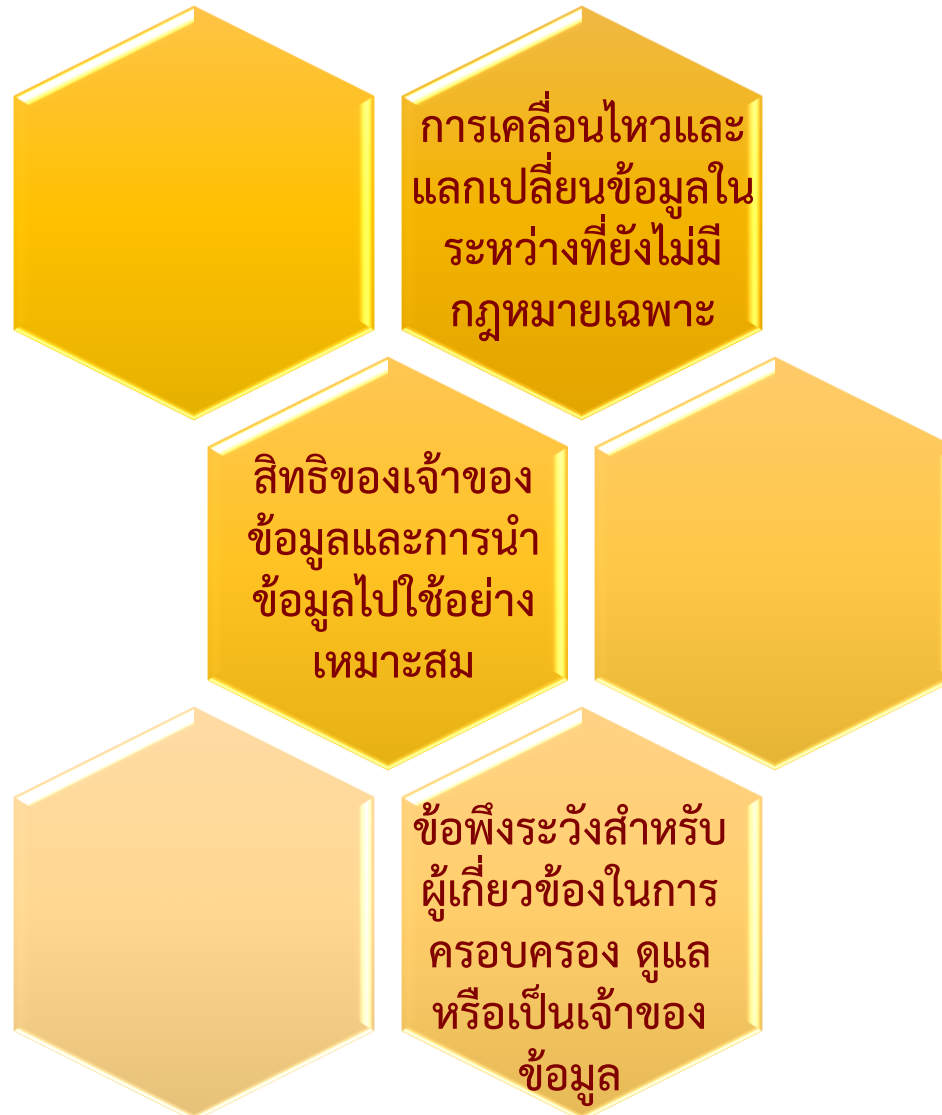 การเคลื่อนไหวและ
แลกเปลี่ยนข้อมูลใน
ระหว่างที่ยังไม่มี
กฎหมายเฉพาะ
สิทธิของเจ้าของ
ข้อมูลและการนำ
ข้อมูลไปใช้อย่าง
เหมาะสม
ข้อพึงระวังสำหรับ
ผู้เกี่ยวข้องในการ
ครอบครอง ดูแล
หรือเป็นเจ้าของ
ข้อมูล